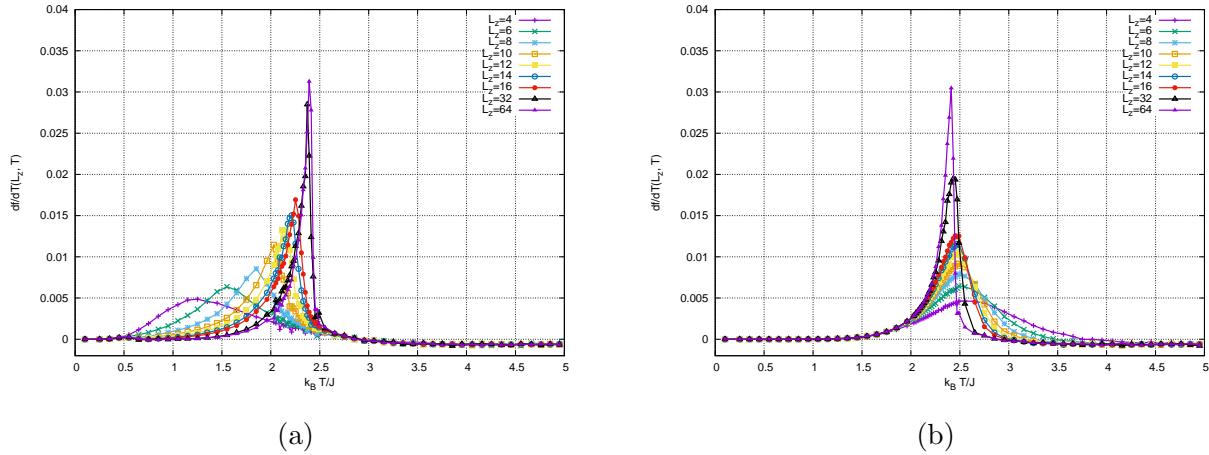 0.04
0.035
0.03
0.025
0.02
0.015
0.01
0.005
0
df/dT(L_z, T)
L_z=4
L_z=6
L_z=8
L_z=10
L_z=12
L_z=14
L_z=16
L_z=32
L_z=64
0 0.5 1 1.5 2 2.5 3 3.5 4 4.5 5
k_B T/J
(a)
0.04
0.035
0.03
0.025
0.02
0.015
0.01
0.005
0
df/dT(L_z, T)
L_z=4
L_z=6
L_z=8
L_z=10
L_z=12
L_z=14
L_z=16
L_z=32
L_z=64
0 0.5 1 1.5 2 2.5 3 3.5 4 4.5 5
k_B T/J
(b)